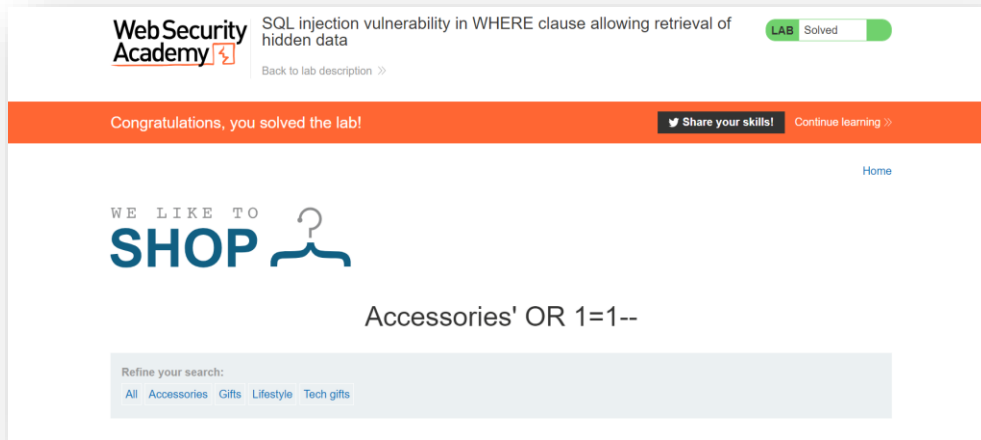 Web Security
Academy
SQL injection vulnerability in WHERE clause allowing retrieval of
hidden data
LAB Solved
Back to lab description »
Congratulations, you solved the lab!
Share your skills!
Continue learning »
Home
WE LIKE TO
SHOP
Accessories' OR 1=1--
Refine your search:
All Accessories Gifts Lifestyle Tech gifts